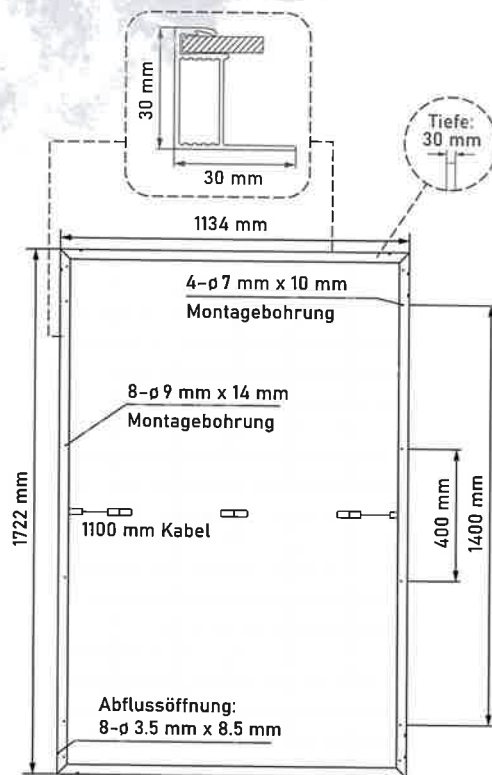 30 mm
30 mm
Tiefe:
30 mm
1134 mm
4-ø 7 mm x 10 mm
Montagebohrung
8-ø 9 mm x 14 mm
Montagebohrung
1722 mm
1100 mm Kabel
400 mm
1400 mm
Abflussöffnung:
8-ø 3.5 mm x 8.5 mm